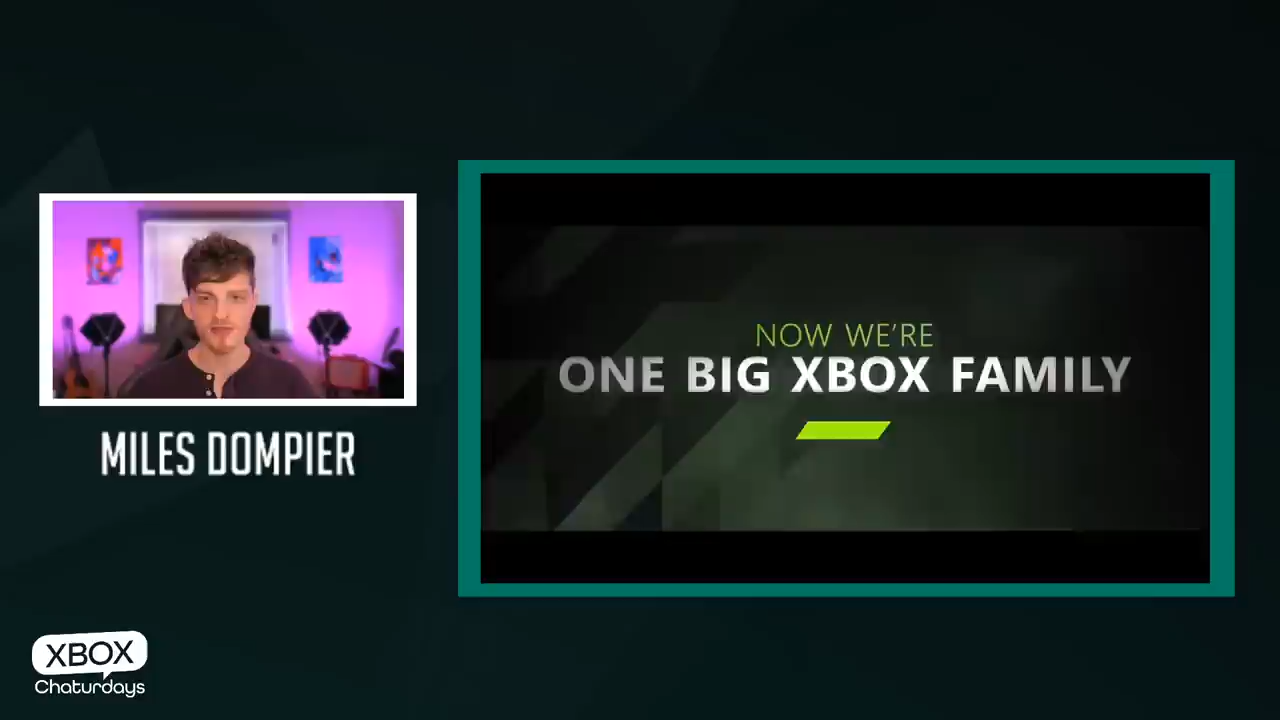 NOW WE'RE
ONE BIG XBOX FAMILY
MILES DOMPIER
XBOX
Chaturdays